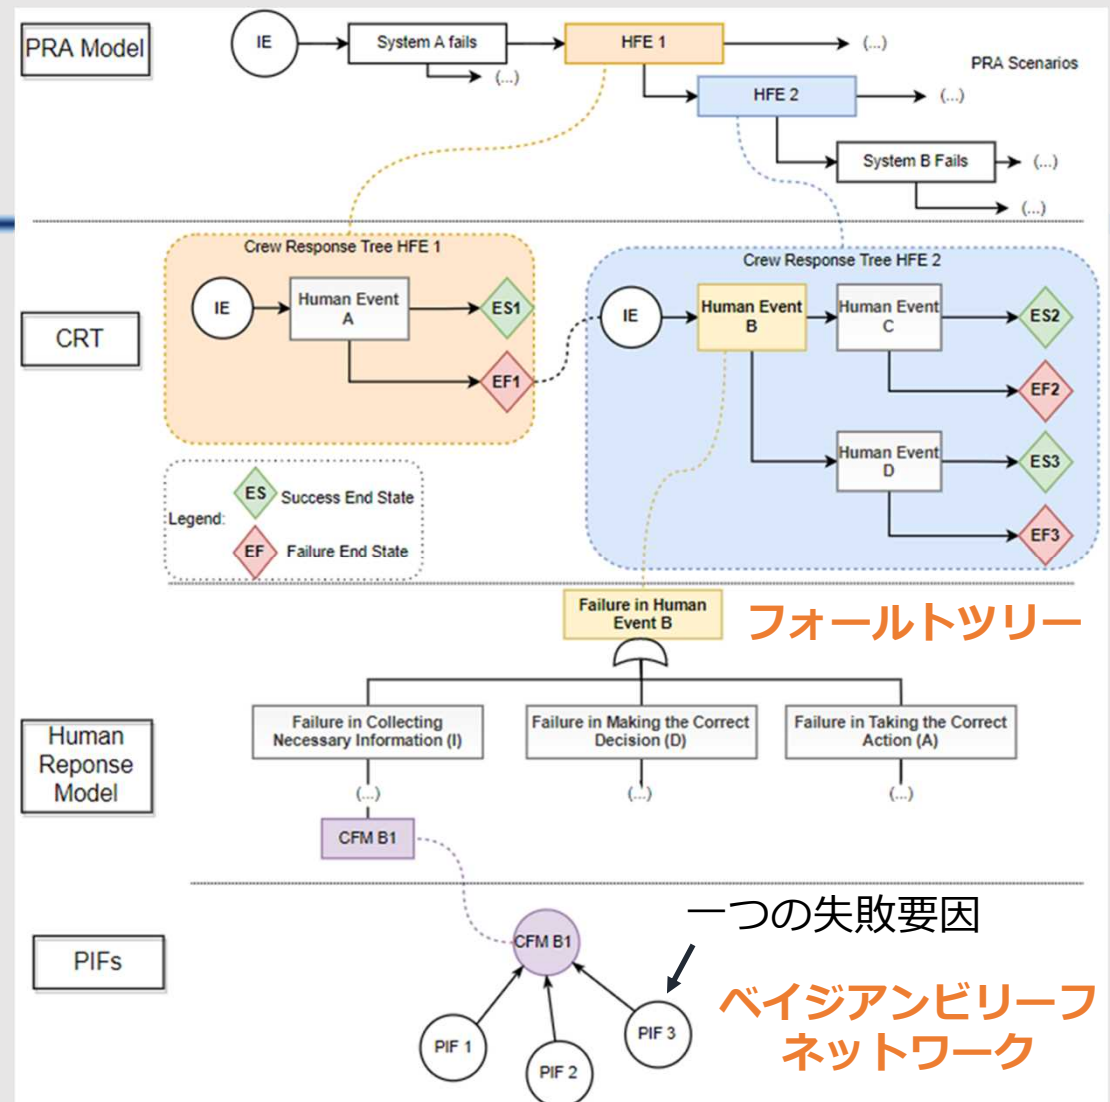 PRA Model
IE
System A fails
(...)
HFE 1
(...)
PRA Scenarios
HFE 2
(...)
System B Fails
(...)
(...)
CRT
Crew Response Tree HFE 1
IE
Human Event
A
ES1
EF1
Crew Response Tree HFE 2
IE
Human Event
B
Human Event
C
ES2
EF2
Human Event
D
ES3
EF3
Legend:
ES
Success End State
EF
Failure End State
Failure in Human
Event B
フォールトツリー
Human
Reponse
Model
Failure in Collecting
Necessary Information (I)
Failure in Making the Correct
Decision (D)
Failure in Taking the Correct
Action (A)
(...)
(...)
(...)
CFM B1
PIFs
CFM B1
一つの失敗要因
PIF 1
PIF 2
PIF 3
ベイジアンビリーフ
ネットワーク